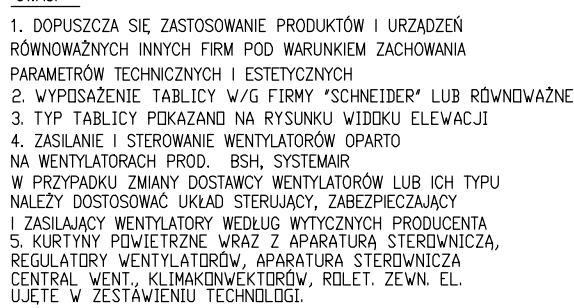 1. DOPUSZCZA SIĘ ZASTOSOWANIE PRODUKTÓW I URZĄDZEŃ
RÓWNOWAŻNYCH INNYCH FIRM POD WARUNKIEM ZACHOWANIA
PARAMETRÓW TECHNICZNYCH I ESTETYCZNYCH
2. WYPOSAŻENIE TABLICY W/G FIRMY "SCHNEIDER" LUB RÓWNOWAŻNE
3. TYP TABLICY POKAZANO NA RYSUNKU WIDOKU ELEWACJI
4. ZASILANIE I STEROWANIE WENTYLATORÓW OPARTO
NA WENTYLATORACH PROD. BSH, SYSTEMAIR
W PRZYPADKU ZMIANY DOSTAWCY WENTYLATORÓW LUB ICH TYPU
NALEŻY DOSTOSOWAĆ UKŁAD STERUJĄCY, ZABEZPIECZAJĄCY
I ZASILAJĄCY WENTYLATORY WEDŁUG WYTYCZNYCH PRODUCENTA
5. KURTYNY POWIETRZNE WRAZ Z APARATURĄ STEROWNICZĄ,
REGULATORY WENTYLATORÓW, APARATURA STEROWNICZA
CENTRAL WENT., KLIMAKONWEKTORÓW, ROLET. ZEWN. EL.
UJĘTE W ZESTAWIENIU TECHNOLOGI.